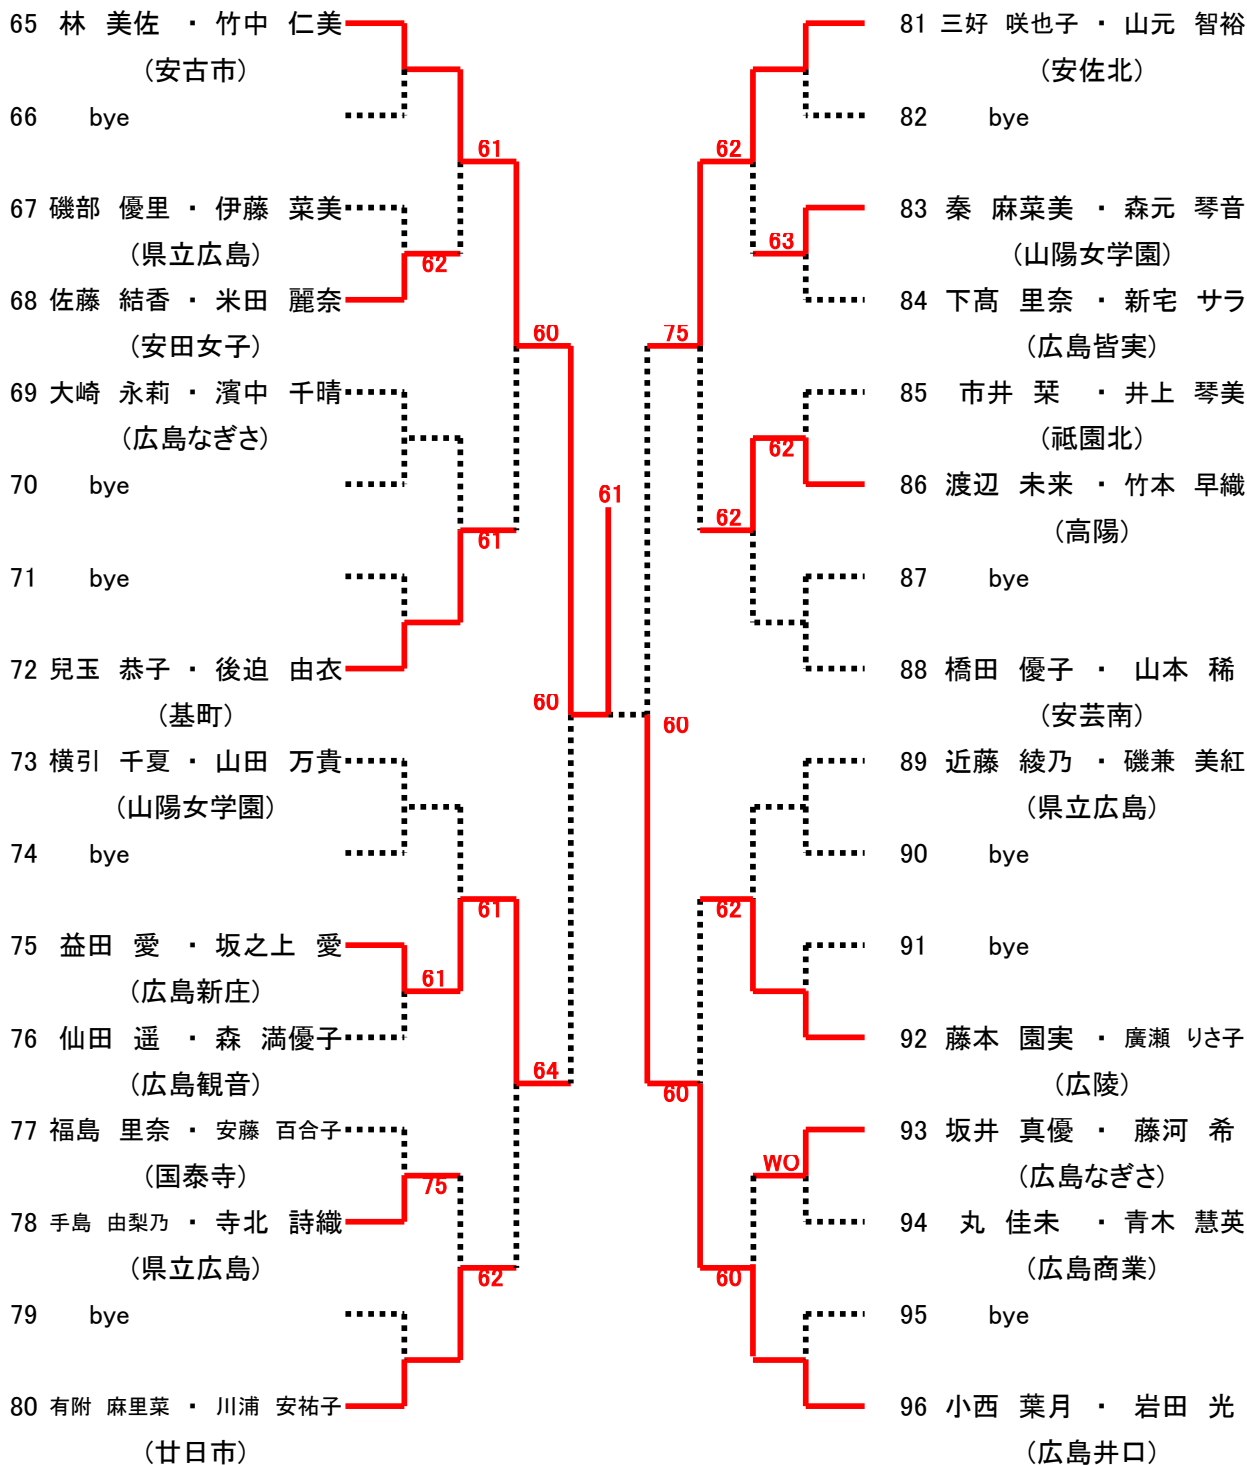 65 林 美佐 ・ 竹中 仁美
(安古市)
66 bye
61
67 磯部 優里 ・ 伊藤 菜美
(県立広島)
62
68 佐藤 結香 ・ 米田 麗奈
(安田女子)
60
69 大崎 永莉 ・ 濱中 千晴
(広島なぎさ)
70 bye
61
61
71 bye
72 兒玉 恭子 ・ 後迫 由衣
(基町)
60
73 横引 千夏 ・ 山田 万貴
(山陽女学園)
74 bye
61
75 益田 愛 ・ 坂之上 愛
(広島新庄)
61
76 仙田 遥 ・ 森 満優子
(広島観音)
64
77 福島 里奈 ・ 安藤 百合子
(国泰寺)
75
78 手島 由梨乃 ・ 寺北 詩織
(県立広島)
62
79 bye
80 有附 麻里菜 ・ 川浦 安祐子
(廿日市)
81 三好 咲也子 ・ 山元 智裕
(安佐北)
82 bye
62
83 秦 麻菜美 ・ 森元 琴音
63
(山陽女学園)
84 下髙 里奈 ・ 新宅 サラ
75
(広島皆実)
85 市井 栞 ・ 井上 琴美
(祇園北)
62
86 渡辺 未来 ・ 竹本 早織
62
(高陽)
87 bye
88 橋田 優子 ・ 山本 稀
(安芸南)
60
89 近藤 綾乃 ・ 磯兼 美紅
(県立広島)
90 bye
62
91 bye
92 藤本 園実 ・ 廣瀬 りさ子
(広陵)
60
93 坂井 真優 ・ 藤河 希
WO
(広島なぎさ)
94 丸 佳未 ・ 青木 慧英
(広島商業)
60
95 bye
96 小西 葉月 ・ 岩田 光
(広島井口)